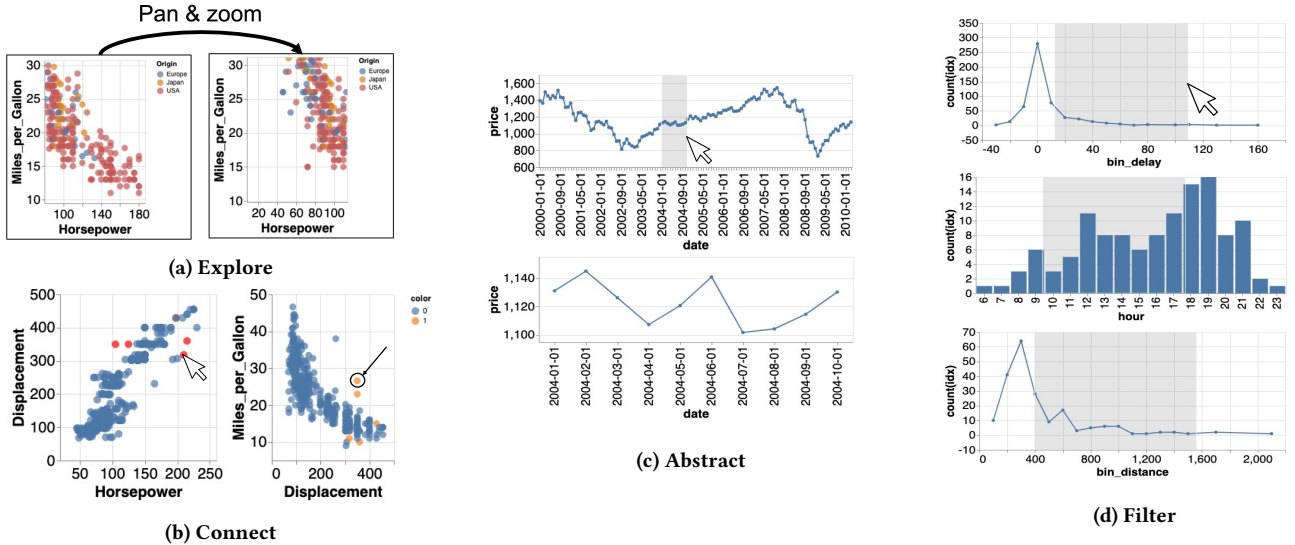 Pan & zoom
Miles_per_Gallon
30
25
20
15
10
100 140 180
Horsepower
Origin
Europe
Japan
USA
Miles_per_Gallon
30
25
20
15
10
20 40 60 80 100
Horsepower
Origin
Europe
Japan
USA
(a) Explore
Displacement
500
400
300
200
100
0
50 100 150 200 250
Horsepower
Miles_per_Gallon
50
40
30
20
10
200 400
Displacement
color
0
1
(b) Connect
price
1,600
1,400
1,200
1,000
800
600
2000-01-01
2000-09-01
2001-05-01
2002-01-01
2002-09-01
2003-05-01
2004-01-01
2004-09-01
2005-05-01
2006-01-01
2006-09-01
2007-05-01
2008-01-01
2008-09-01
2009-05-01
2010-01-01
date
price
1,140
1,120
1,100
2004-01-01
2004-02-01
2004-03-01
2004-04-01
2004-05-01
2004-06-01
2004-07-01
2004-08-01
2004-09-01
2004-10-01
date
(c) Abstract
count(idx)
350
300
250
200
150
100
50
0
-50
-40 0 40 80 120 160
bin_delay
count(idx)
16
14
12
10
8
6
4
2
0
6 7 8 9 10 11 12 13 14 15 16 17 18 19 20 21 22 23
hour
count(idx)
70
60
50
40
30
20
10
0
-10
0 400 800 1,200 1,600 2,000
bin_distance
(d) Filter